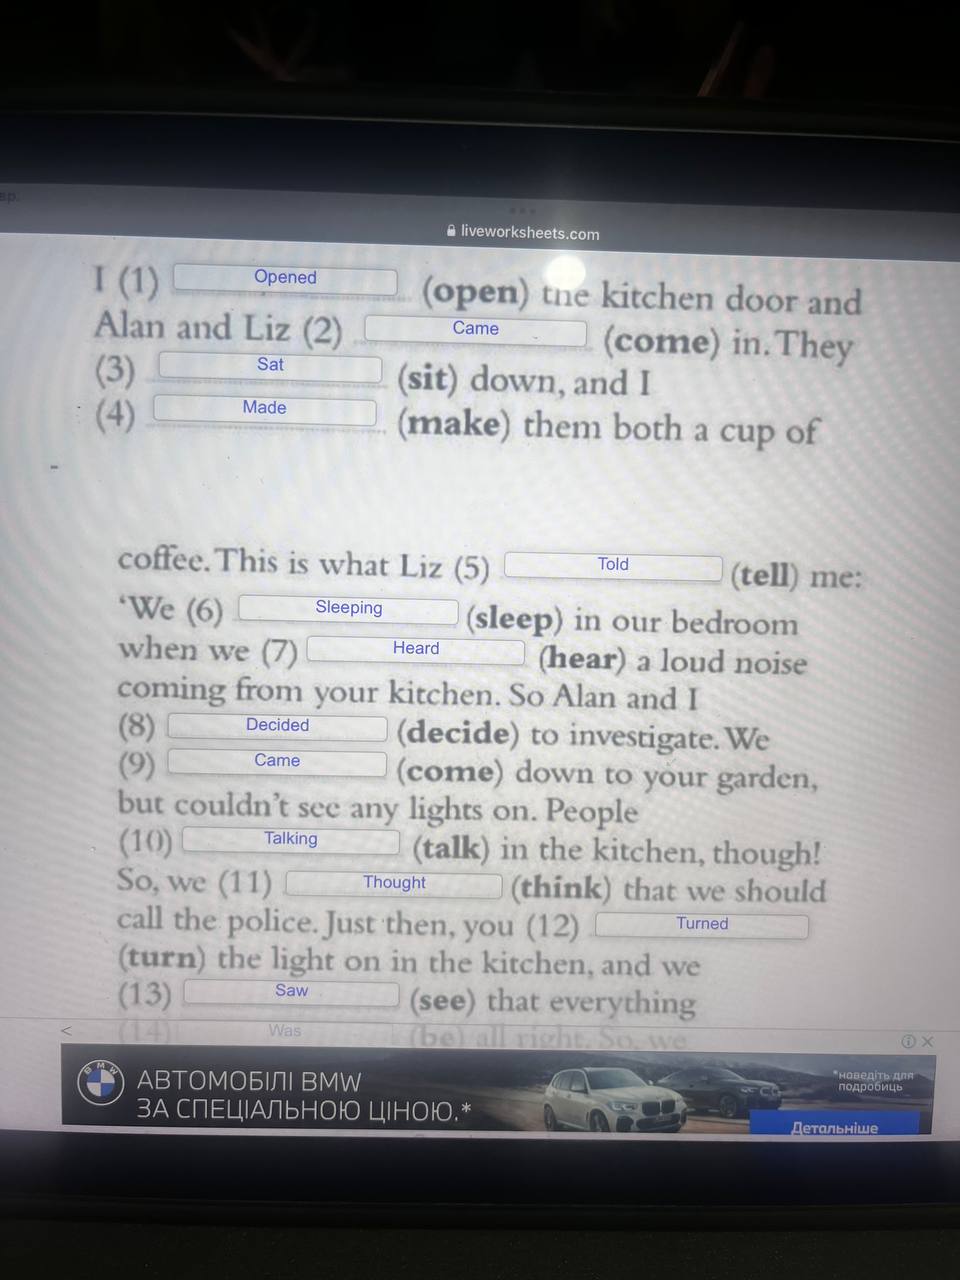 вр.
liveworksheets.com
I (1) Opened (open) the kitchen door and
Alan and Liz (2) Came (come) in. They
(3) Sat (sit) down, and I
(4) Made (make) them both a cup of
coffee. This is what Liz (5) Told (tell) me:
‘We (6) Sleeping (sleep) in our bedroom
when we (7) Heard (hear) a loud noise
coming from your kitchen. So Alan and I
(8) Decided (decide) to investigate. We
(9) Came (come) down to your garden,
but couldn’t see any lights on. People
(10) Talking (talk) in the kitchen, though!
So, we (11) Thought (think) that we should
call the police. Just then, you (12) Turned
(turn) the light on in the kitchen, and we
(13) Saw (see) that everything
(14) Was (be) all right. So, we
BMW
АВТОМОБІЛІ BMW
ЗА СПЕЦІАЛЬНОЮ ЦІНОЮ.*
*наведіть для
подробиць
Детальніше